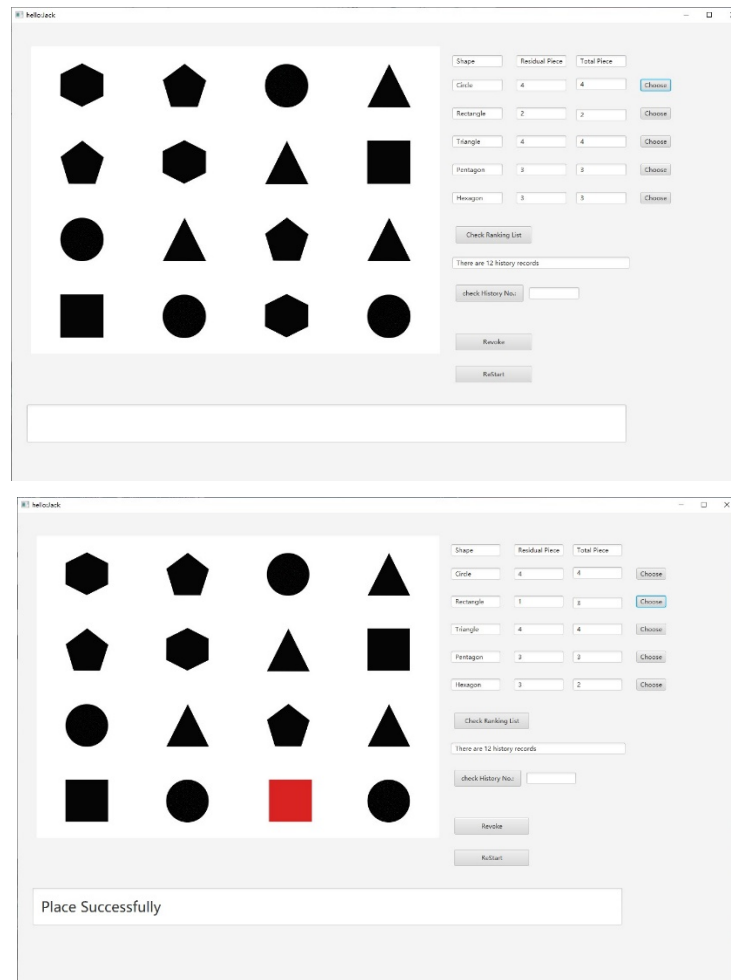 hello:Jack
Shape Residual Piece Total Piece
Circle 4 4 Choose
Rectangle 2 2 Choose
Triangle 4 4 Choose
Pentagon 3 3 Choose
Hexagon 3 3 Choose
Check Ranking List
There are 12 history records
check History No.:
Revoke
ReStart
hello:Jack
Shape Residual Piece Total Piece
Circle 4 4 Choose
Rectangle 1 3 Choose
Triangle 4 4 Choose
Pentagon 3 3 Choose
Hexagon 3 2 Choose
Check Ranking List
There are 12 history records
check History No.:
Revoke
ReStart
Place Successfully